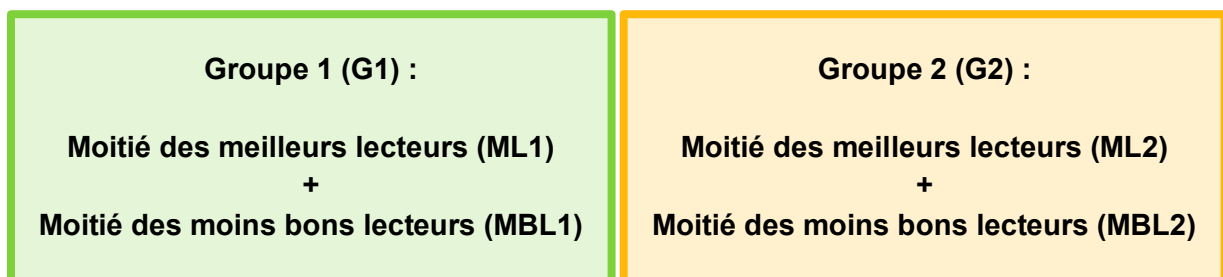 Groupe 1 (G1) :
Moitié des meilleurs lecteurs (ML1)
+
Moitié des moins bons lecteurs (MBL1)
Groupe 2 (G2) :
Moitié des meilleurs lecteurs (ML2)
+
Moitié des moins bons lecteurs (MBL2)